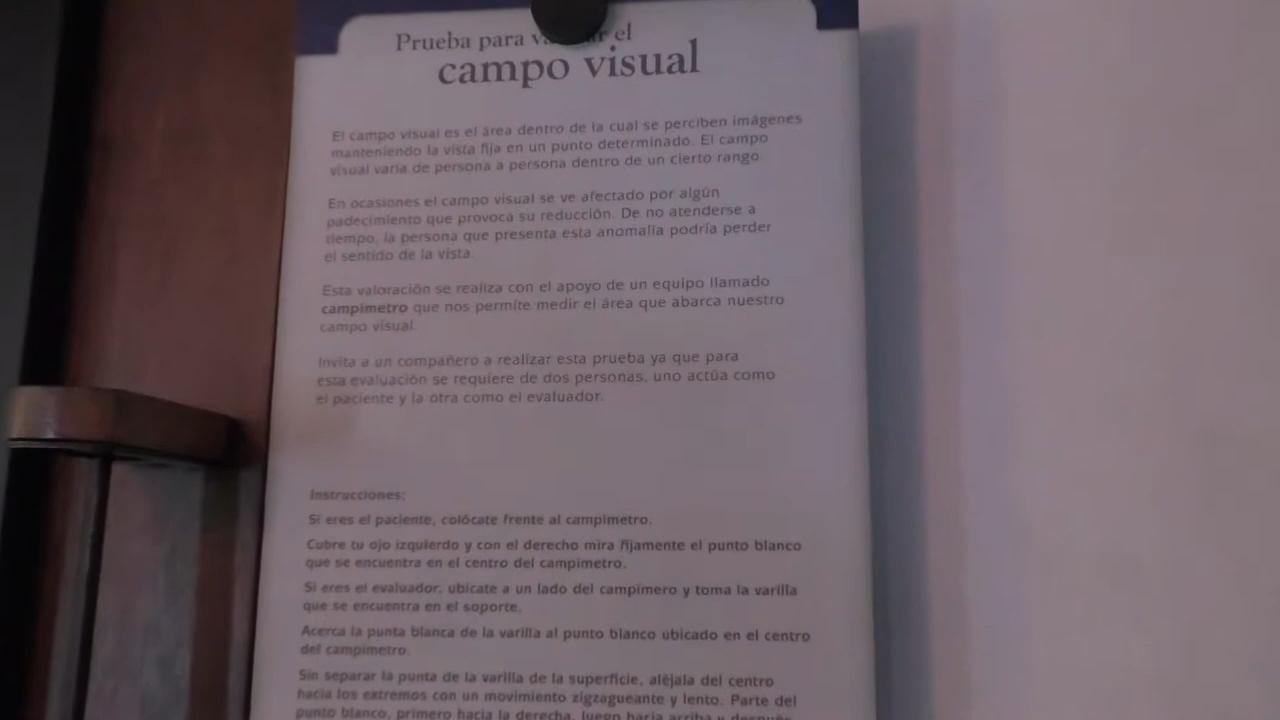 Prueba para el
campo visual
El campo visual es el área dentro de la cual se perciben imágenes
manteniendo la vista fija en un punto determinado. El campo
visual varía de persona a persona dentro de un cierto rango.
En ocasiones el campo visual se ve afectado por algún
padecimiento que provoca su reducción. De no atenderse a
tiempo, la persona que presenta esta anomalía podría perder
el sentido de la vista.
Esta valoración se realiza con el apoyo de un equipo llamado
campímetro que nos permite medir el área que abarca nuestro
campo visual.
Invita a un compañero a realizar esta prueba ya que para
esta evaluación se requiere de dos personas, uno actúa como
el paciente y la otra como el evaluador.
Instrucciones:
Si eres el paciente, colócate frente al campímetro.
Cubre tu ojo izquierdo y con el derecho mira fijamente el punto blanco
que se encuentra en el centro del campímetro.
Si eres el evaluador, ubícate a un lado del campímero y toma la varilla
que se encuentra en el soporte.
Acerca la punta blanca de la varilla al punto blanco ubicado en el centro
del campímetro.
Sin separar la punta de la varilla de la superficie, aléjala del centro
hacia los extremos con un movimiento zigzagueante y lento. Parte del
punto blanco, primero hacia la derecha, luego hacia arriba y después